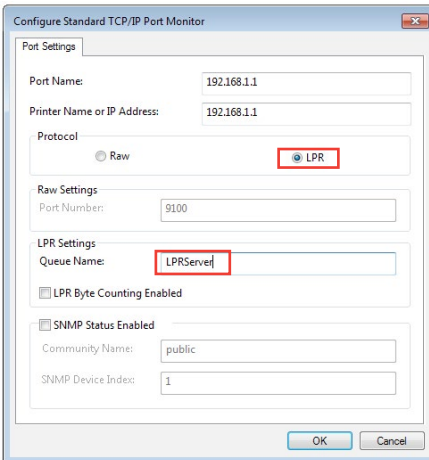 Configure Standard TCP/IP Port Monitor
Port Settings
Port Name: 192.168.1.1
Printer Name or IP Address: 192.168.1.1
Protocol
Raw LPR
Raw Settings
Port Number: 9100
LPR Settings
Queue Name: LPRServer
LPR Byte Counting Enabled
SNMP Status Enabled
Community Name: public
SNMP Device Index: 1
OK Cancel